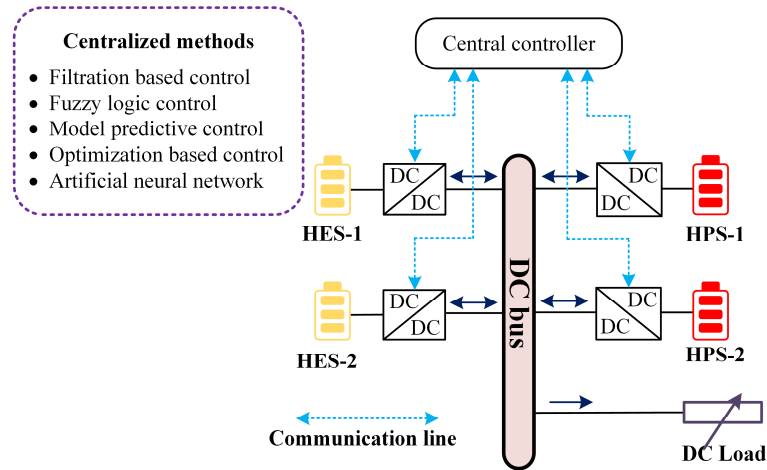 Centralized methods
• Filtration based control
• Fuzzy logic control
• Model predictive control
• Optimization based control
• Artificial neural network
Central controller
DC
DC
HES-1
DC
DC
HPS-1
DC bus
DC
DC
HES-2
DC
DC
HPS-2
Communication line
DC Load